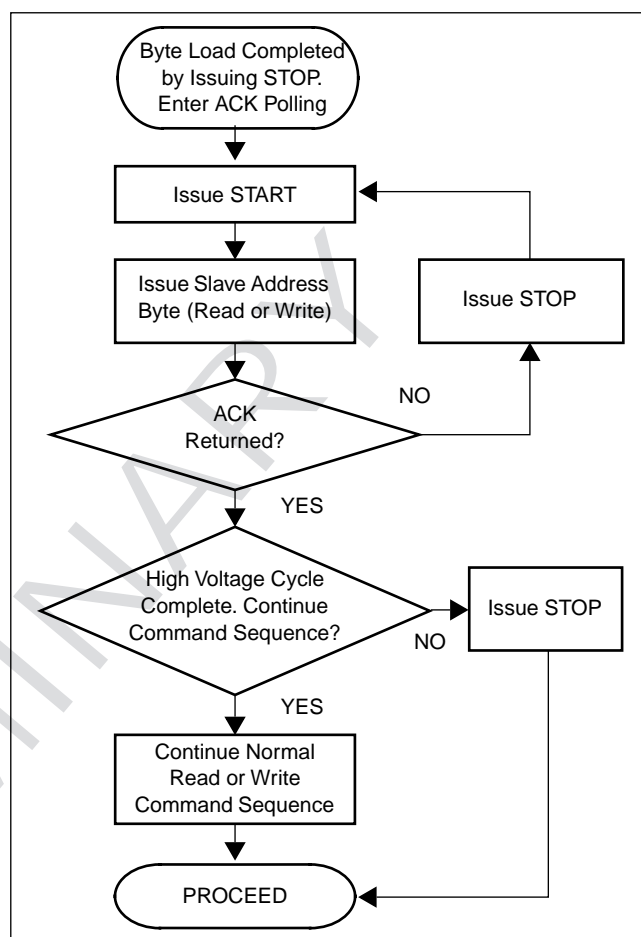 Byte Load Completed
by Issuing STOP.
Enter ACK Polling
Issue START
Issue Slave Address
Byte (Read or Write)
Issue STOP
ACK
Returned?
NO
YES
High Voltage Cycle
Complete. Continue
Command Sequence?
Issue STOP
NO
YES
Continue Normal
Read or Write
Command Sequence
PROCEED
MINARY